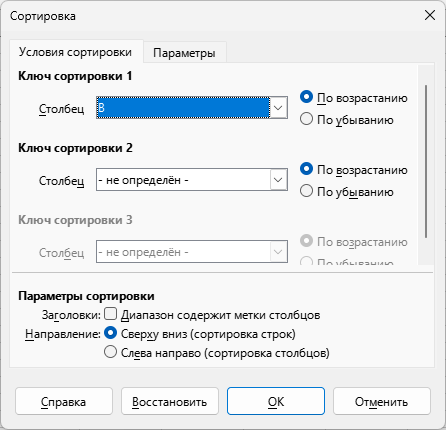 Сортировка
Условия сортировки
Параметры
Ключ сортировки 1
Столбец
B
По возрастанию
По убыванию
Ключ сортировки 2
Столбец
- не определён -
По возрастанию
По убыванию
Ключ сортировки 3
Столбец
- не определён -
По возрастанию
По убыванию
Параметры сортировки
Заголовки:
Диапазон содержит метки столбцов
Направление:
Сверху вниз (сортировка строк)
Слева направо (сортировка столбцов)
Справка
Восстановить
ОК
Отменить